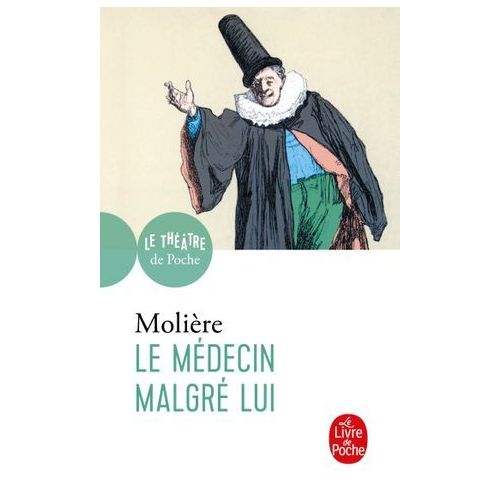 LE THÉÂTRE
de Poche
Molière
LE MÉDECIN
MALGRÉ LUI
Le
Livre
de
Poche